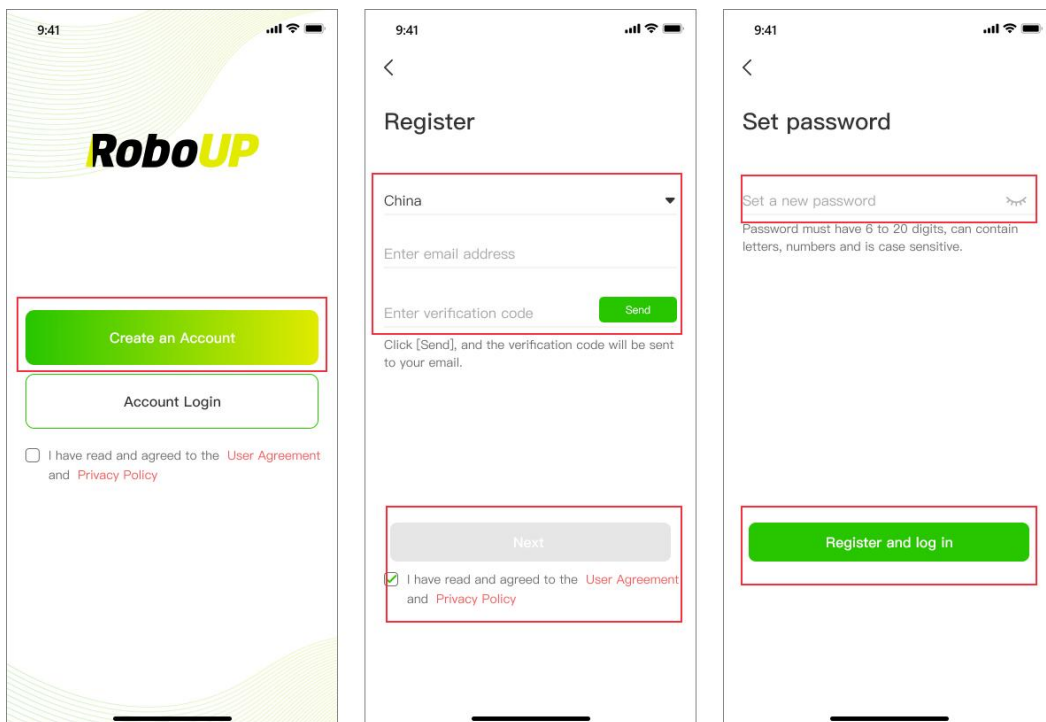 9:41
RoboUP
Create an Account
Account Login
I have read and agreed to the User Agreement
and Privacy Policy
9:41
Register
China
Enter email address
Enter verification code
Send
Click [Send], and the verification code will be sent
to your email.
Next
I have read and agreed to the User Agreement
and Privacy Policy
9:41
Set password
Set a new password
Password must have 6 to 20 digits, can contain
letters, numbers and is case sensitive.
Register and log in